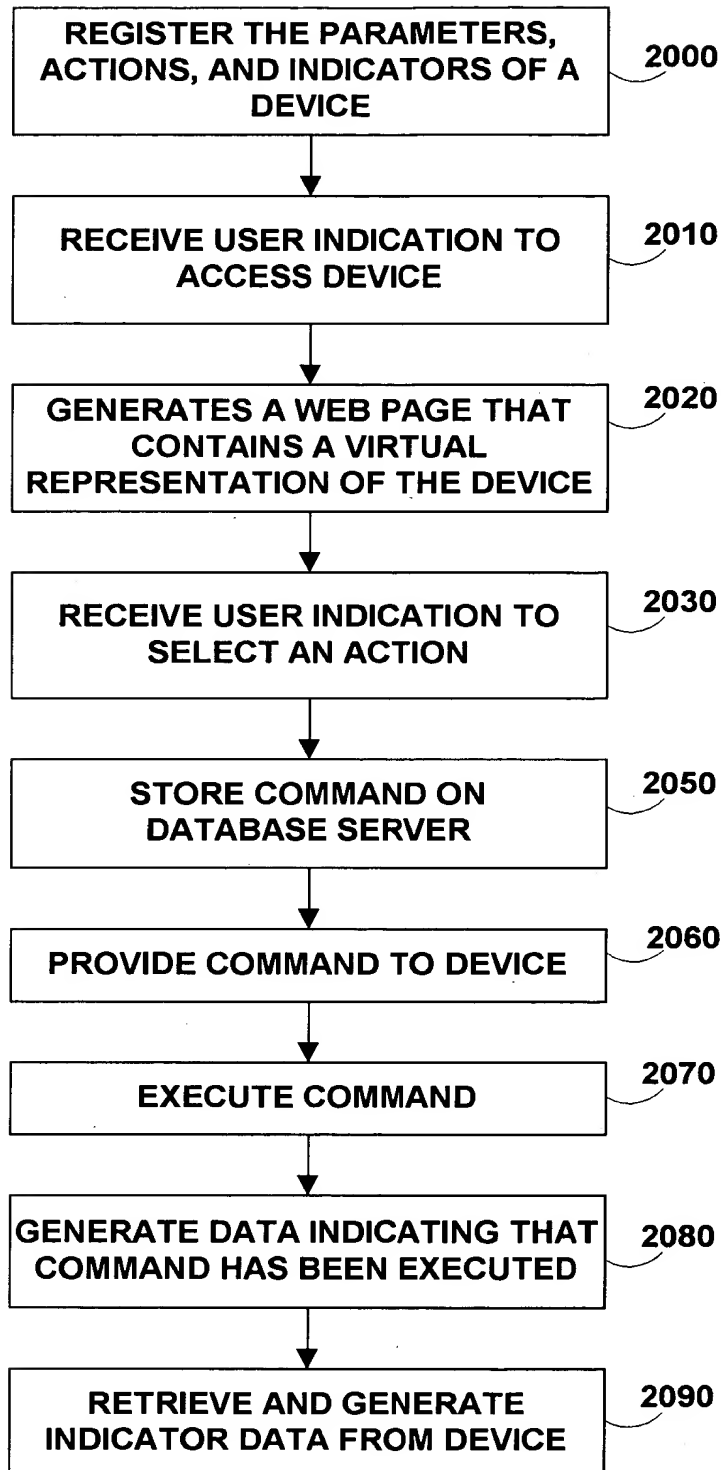 REGISTER THE PARAMETERS,
ACTIONS, AND INDICATORS OF A
DEVICE
2000
RECEIVE USER INDICATION TO
ACCESS DEVICE
2010
GENERATES A WEB PAGE THAT
CONTAINS A VIRTUAL
REPRESENTATION OF THE DEVICE
2020
RECEIVE USER INDICATION TO
SELECT AN ACTION
2030
STORE COMMAND ON
DATABASE SERVER
2050
PROVIDE COMMAND TO DEVICE
2060
EXECUTE COMMAND
2070
GENERATE DATA INDICATING THAT
COMMAND HAS BEEN EXECUTED
2080
RETRIEVE AND GENERATE
INDICATOR DATA FROM DEVICE
2090